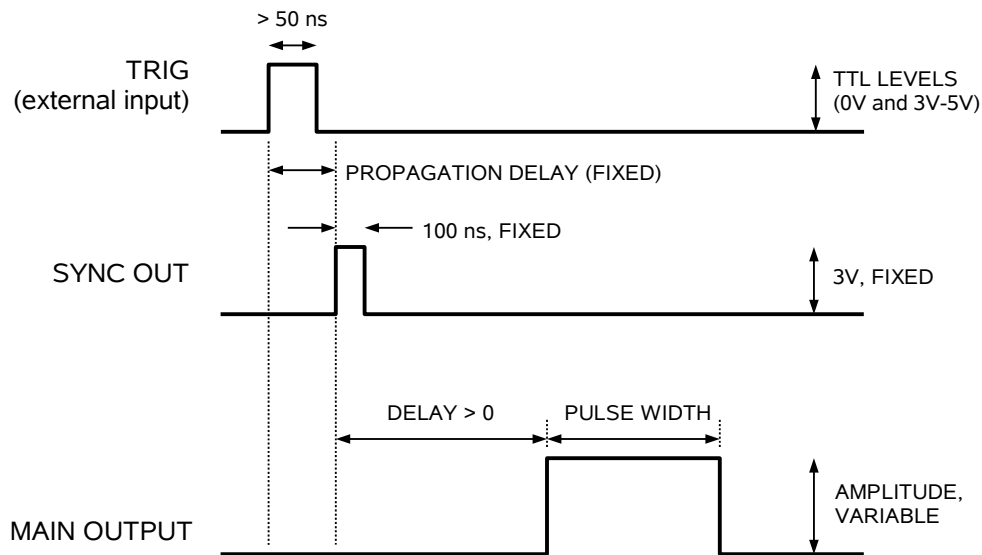 > 50 ns
TRIG
(external input)
TTL LEVELS
(0V and 3V-5V)
PROPAGATION DELAY (FIXED)
100 ns, FIXED
SYNC OUT
3V, FIXED
DELAY > 0
PULSE WIDTH
AMPLITUDE,
VARIABLE
MAIN OUTPUT